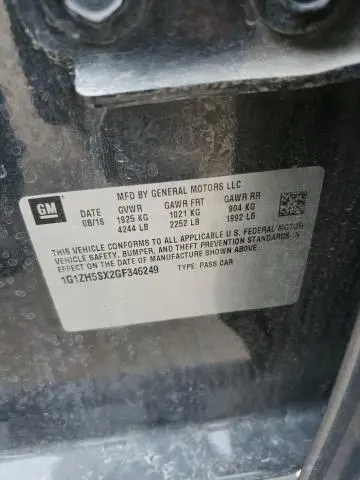 MFD BY GENERAL MOTORS LLC
GM
DATE GVWR GAWR FRT GAWR RR
08/16 1925 KG 1021 KG 904 KG
4244 LB 2252 LB 1992 LB
THIS VEHICLE CONFORMS TO ALL APPLICABLE U.S. FEDERAL MOTOR
VEHICLE SAFETY, BUMPER, AND THEFT PREVENTION STANDARDS IN
EFFECT ON THE DATE OF MANUFACTURE SHOWN ABOVE.
1G1ZH5SX2GF346249 TYPE: PASS CAR